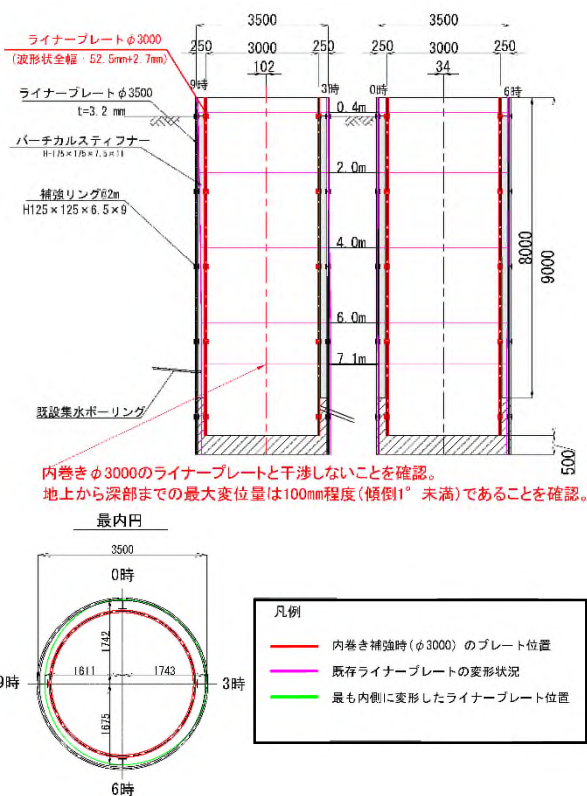 3500
3500
250
3000
250
250
3000
250
ライナープレートφ3000
(波形状全幅：52.5mm+2.7mm)
9時
102
3時
0時
34
6時
ライナープレートφ3500
t=3.2 mm
0.4m
バーチカルスティフナー
H-175×175×7.5×11
2.0m
補強リング@2m
H125×125×6.5×9
4.0m
8000
9000
6.0m
7.1m
既設集水ボーリング
500
内巻きφ3000のライナープレートと干渉しないことを確認。
地上から深部までの最大変位量は100mm程度(傾倒1°未満)であることを確認。
最内円
3500
0時
1742
1611
1743
9時
3時
1675
6時
凡例
内巻き補強時(φ3000)のプレート位置
既存ライナープレートの変形状況
最も内側に変形したライナープレート位置